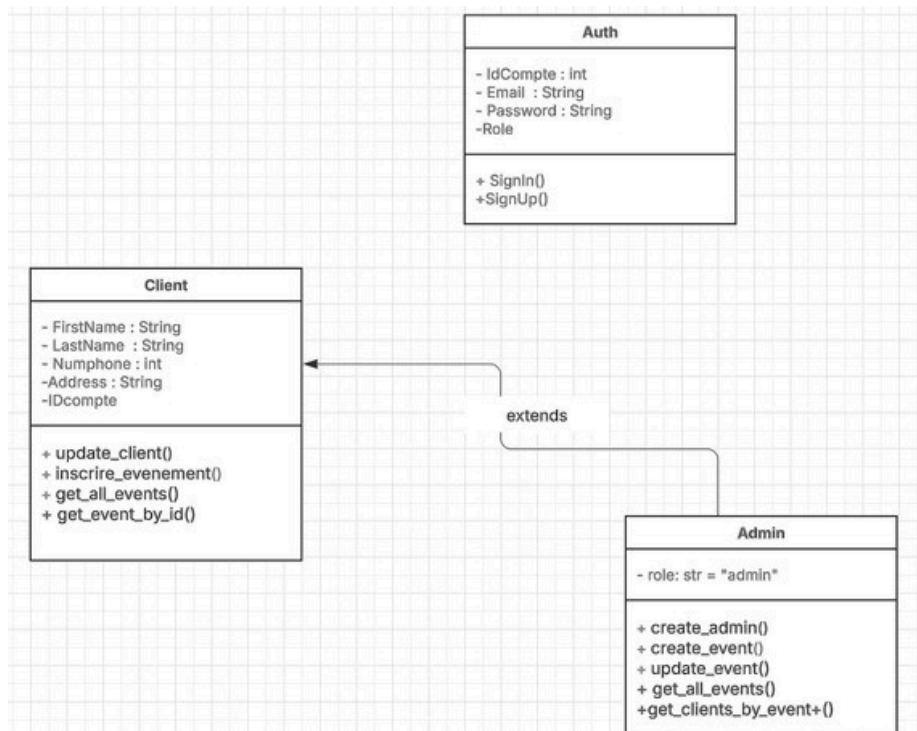 Auth
- IdCompte : int
- Email : String
- Password : String
-Role
+ SignIn()
+SignUp()
Client
- FirstName : String
- LastName : String
- Numphone : int
-Address : String
-IDcompte
+ update_client()
+ inscrire_evenement()
+ get_all_events()
+ get_event_by_id()
extends
Admin
- role: str = "admin"
+ create_admin()
+ create_event()
+ update_event()
+ get_all_events()
+get_clients_by_event+()